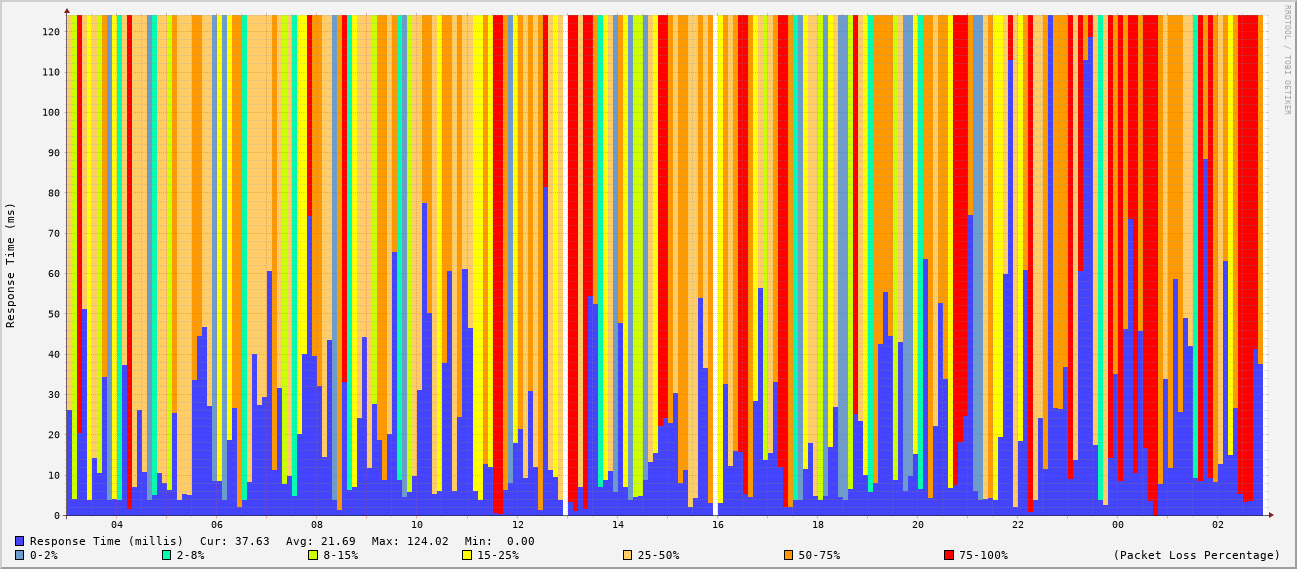 RRDTOOL / TOBI OETIKER
Response Time (ms)
120
110
100
90
80
70
60
50
40
30
20
10
0
04 06 08 10 12 14 16 18 20 22 00 02
Response Time (millis) Cur: 37.63 Avg: 21.69 Max: 124.02 Min: 0.00
0-2% 2-8% 8-15% 15-25% 25-50% 50-75% 75-100% (Packet Loss Percentage)